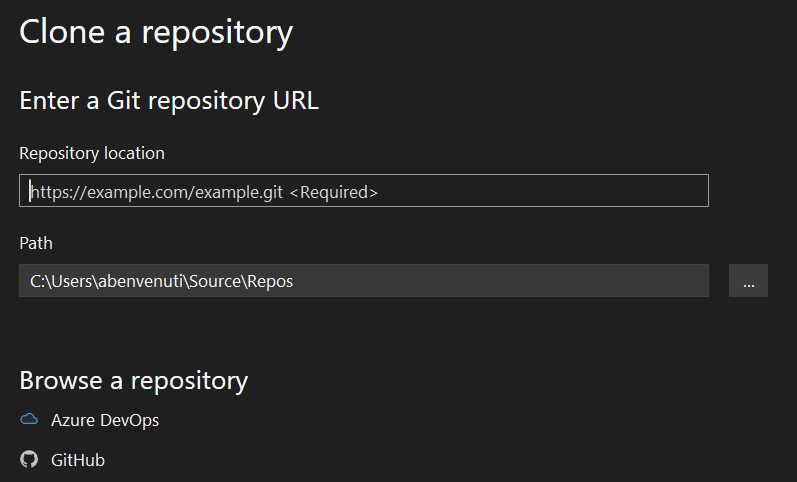 Clone a repository
Enter a Git repository URL
Repository location
https://example.com/example.git <Required>
Path
C:\Users\abenvenuti\Source\Repos
...
Browse a repository
Azure DevOps
GitHub